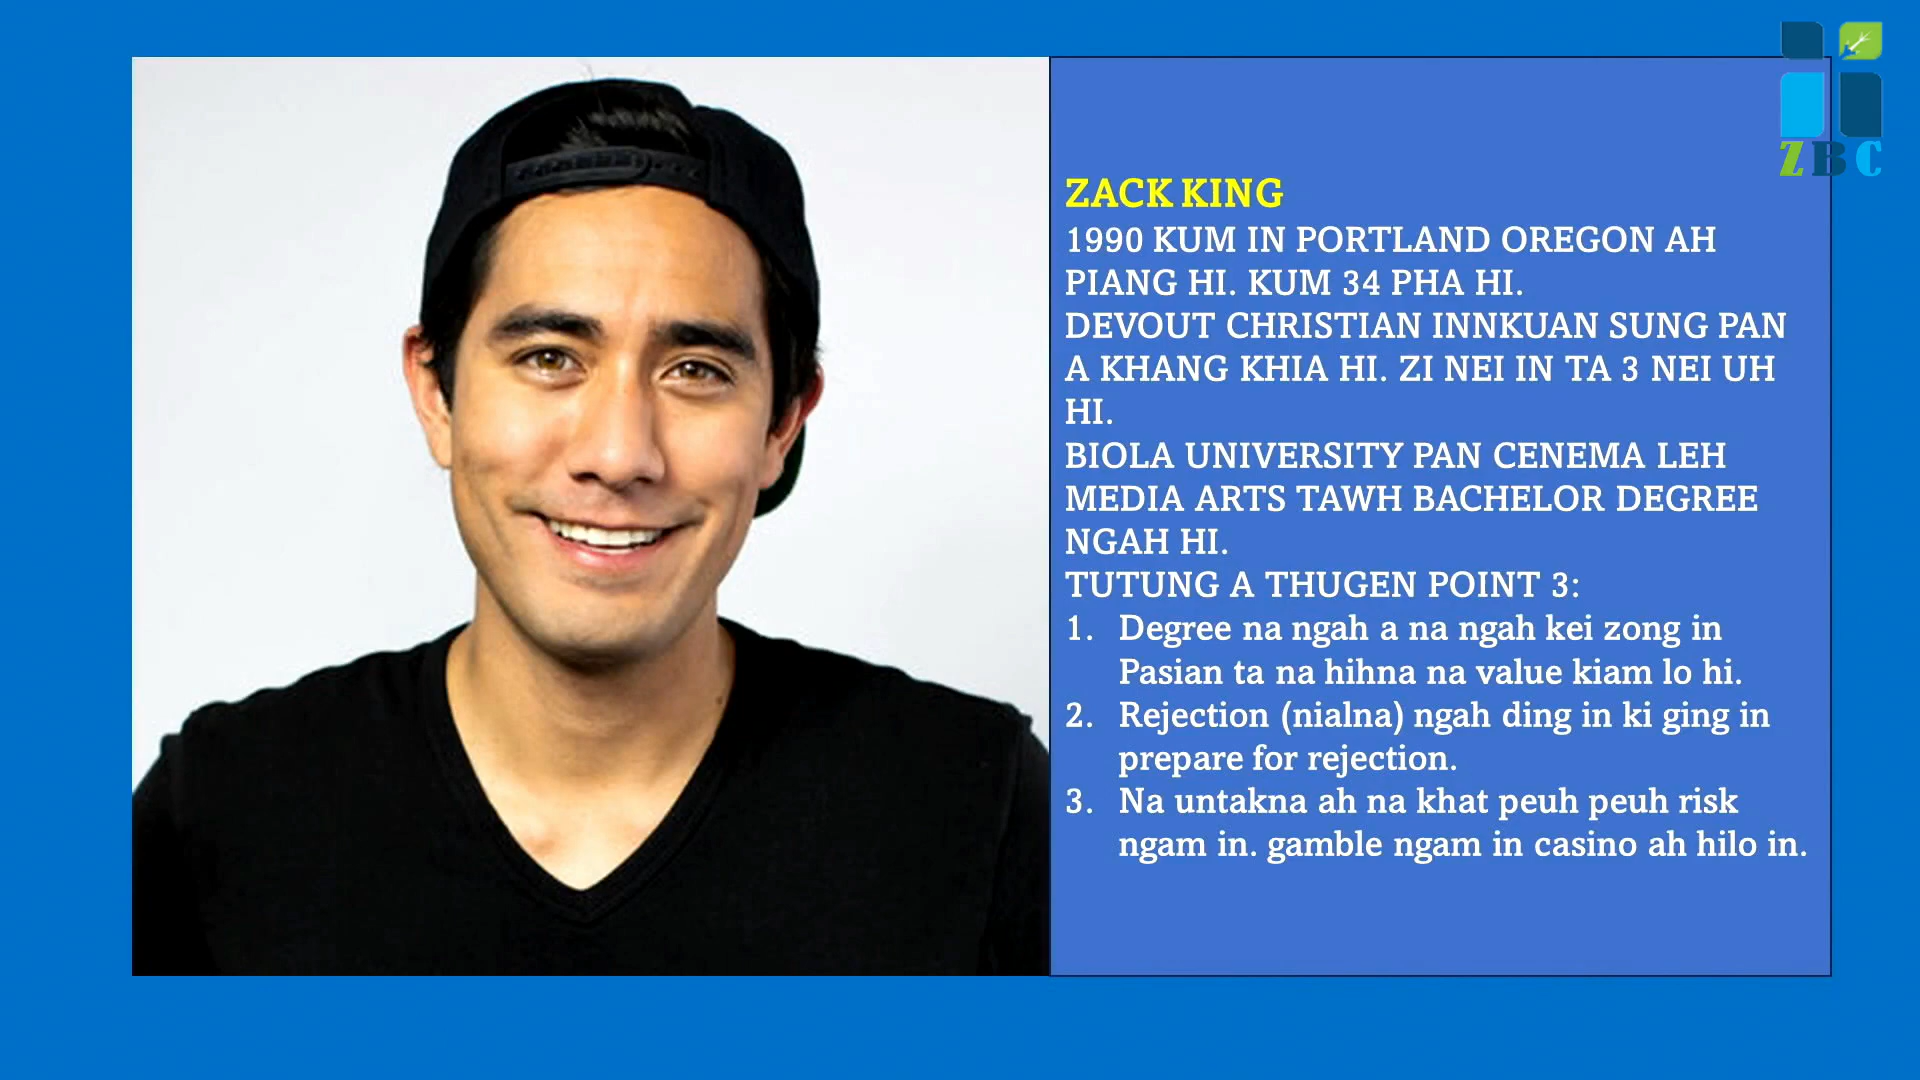 ZBC
ZACK KING
1990 KUM IN PORTLAND OREGON AH
PIANG HI. KUM 34 PHA HI.
DEVOUT CHRISTIAN INNKUAN SUNG PAN
A KHANG KHIA HI. ZI NEI IN TA 3 NEI UH
HI.
BIOLA UNIVERSITY PAN CENEMA LEH
MEDIA ARTS TAWH BACHELOR DEGREE
NGAH HI.
TUTUNG A THUGEN POINT 3:
1. Degree na ngah a na ngah kei zong in
Pasian ta na hihna na value kiam lo hi.
2. Rejection (nialna) ngah ding in ki ging in
prepare for rejection.
3. Na untakna ah na khat peuh peuh risk
ngam in. gamble ngam in casino ah hilo in.